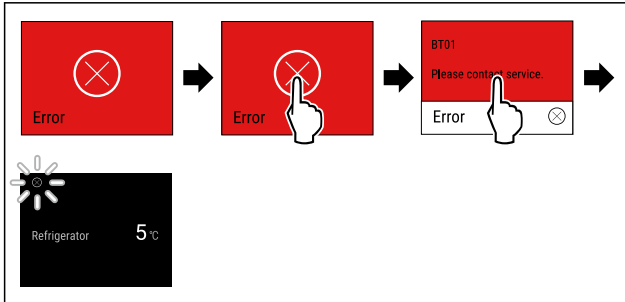 Error
Error
BT01
Please contact service.
Error
Refrigerator 5 °C